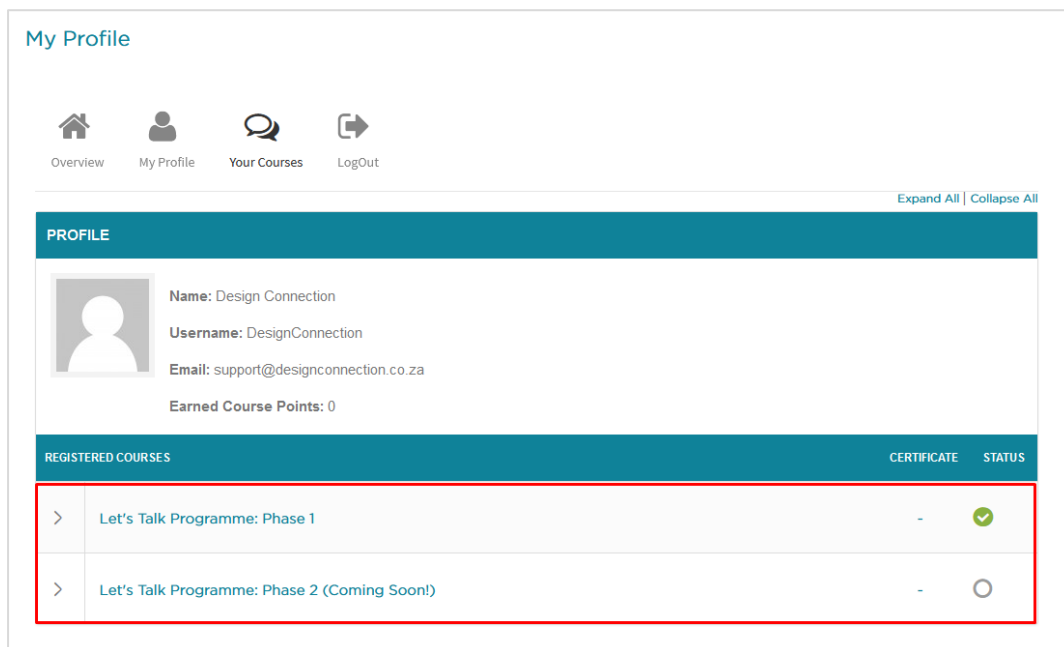 My Profile
Overview My Profile Your Courses LogOut
Expand All | Collapse All
PROFILE
Name: Design Connection
Username: DesignConnection
Email: support@designconnection.co.za
Earned Course Points: 0
REGISTERED COURSES CERTIFICATE STATUS
Let's Talk Programme: Phase 1 -
Let's Talk Programme: Phase 2 (Coming Soon!) -